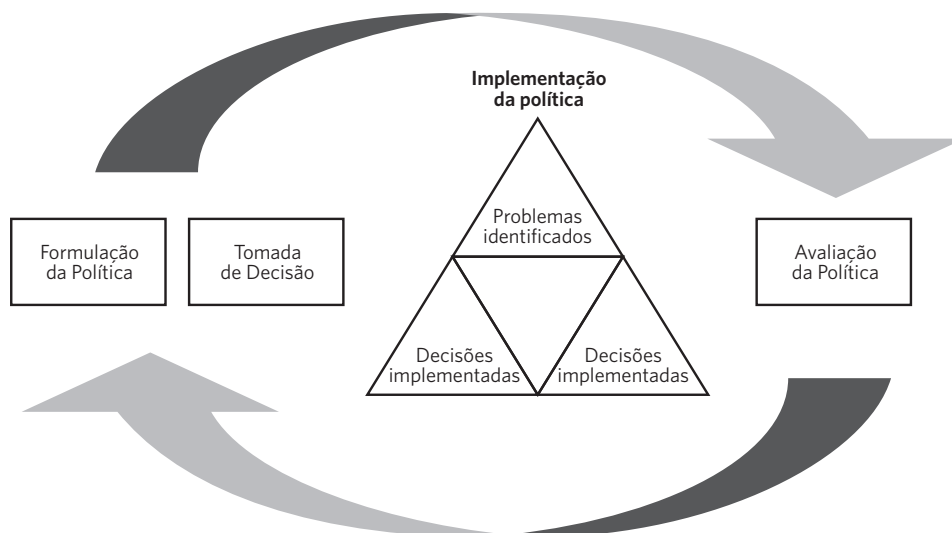 Implementação
da política
Problemas
identificados
Formulação
da Política
Tomada
de Decisão
Avaliação
da Política
Decisões
implementadas
Decisões
implementadas